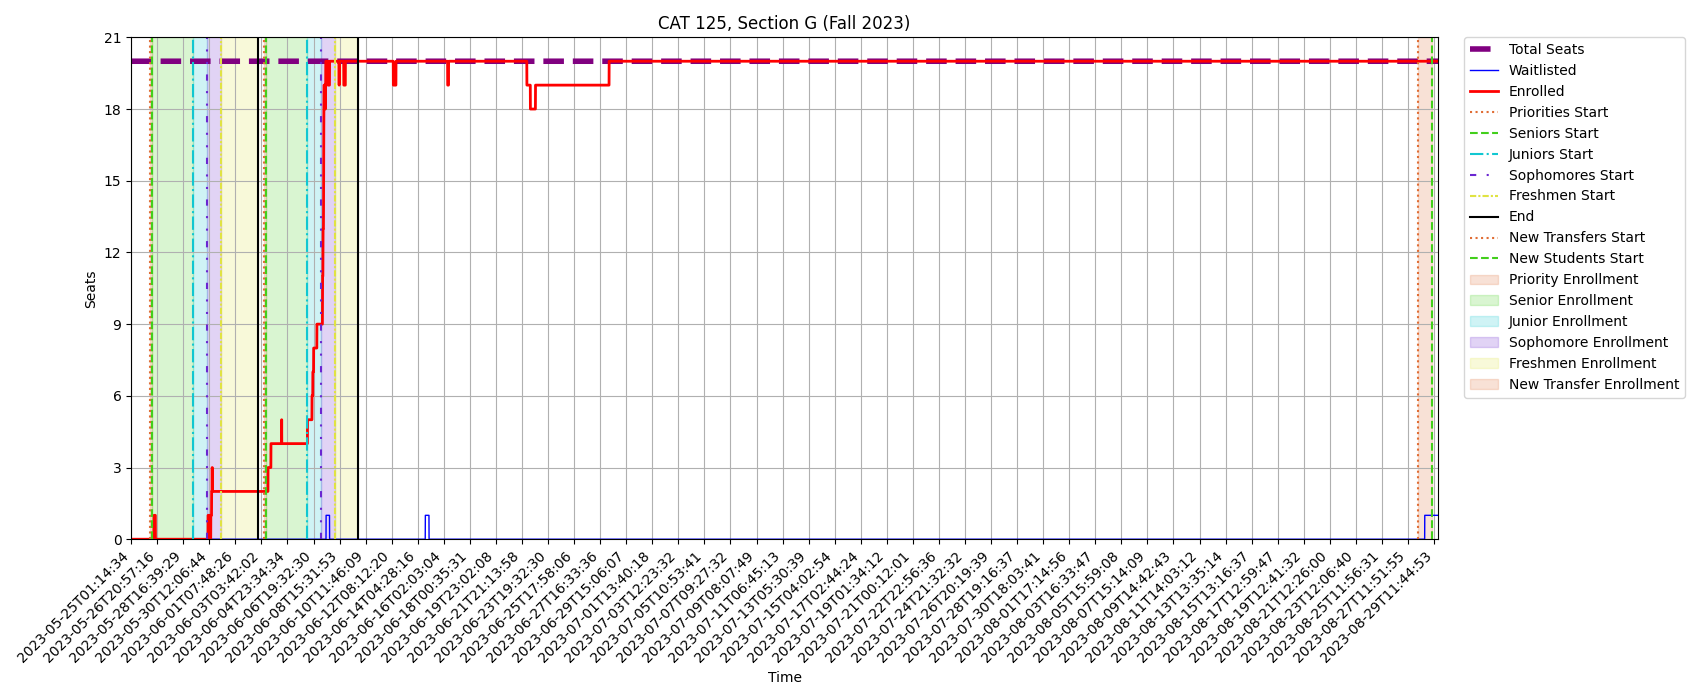 CAT 125, Section G (Fall 2023)
Seats
21
18
15
12
9
6
3
0
2023-05-25T01:14:34
2023-05-26T20:57:16
2023-05-28T16:39:29
2023-05-30T12:06:44
2023-06-01T07:48:26
2023-06-03T03:42:02
2023-06-04T23:34:34
2023-06-06T19:32:30
2023-06-08T15:31:53
2023-06-10T11:46:09
2023-06-12T08:12:20
2023-06-14T04:28:16
2023-06-16T02:03:04
2023-06-18T00:35:31
2023-06-19T23:02:08
2023-06-21T21:13:58
2023-06-23T19:32:30
2023-06-25T17:58:06
2023-06-27T16:33:36
2023-06-29T15:06:07
2023-07-01T13:40:18
2023-07-03T12:23:32
2023-07-05T10:53:41
2023-07-07T09:27:32
2023-07-09T08:07:49
2023-07-11T06:45:13
2023-07-13T05:30:39
2023-07-15T04:02:54
2023-07-17T02:44:24
2023-07-19T01:34:12
2023-07-21T00:12:01
2023-07-22T22:56:36
2023-07-24T21:32:32
2023-07-26T20:19:39
2023-07-28T19:16:37
2023-07-30T18:03:41
2023-08-01T17:14:56
2023-08-03T16:33:47
2023-08-05T15:59:08
2023-08-07T15:14:09
2023-08-09T14:42:43
2023-08-11T14:03:12
2023-08-13T13:35:14
2023-08-15T13:16:37
2023-08-17T12:59:47
2023-08-19T12:41:32
2023-08-21T12:26:00
2023-08-23T12:06:40
2023-08-25T11:56:31
2023-08-27T11:51:55
2023-08-29T11:44:53
Time
Total Seats
Waitlisted
Enrolled
Priorities Start
Seniors Start
Juniors Start
Sophomores Start
Freshmen Start
End
New Transfers Start
New Students Start
Priority Enrollment
Senior Enrollment
Junior Enrollment
Sophomore Enrollment
Freshmen Enrollment
New Transfer Enrollment